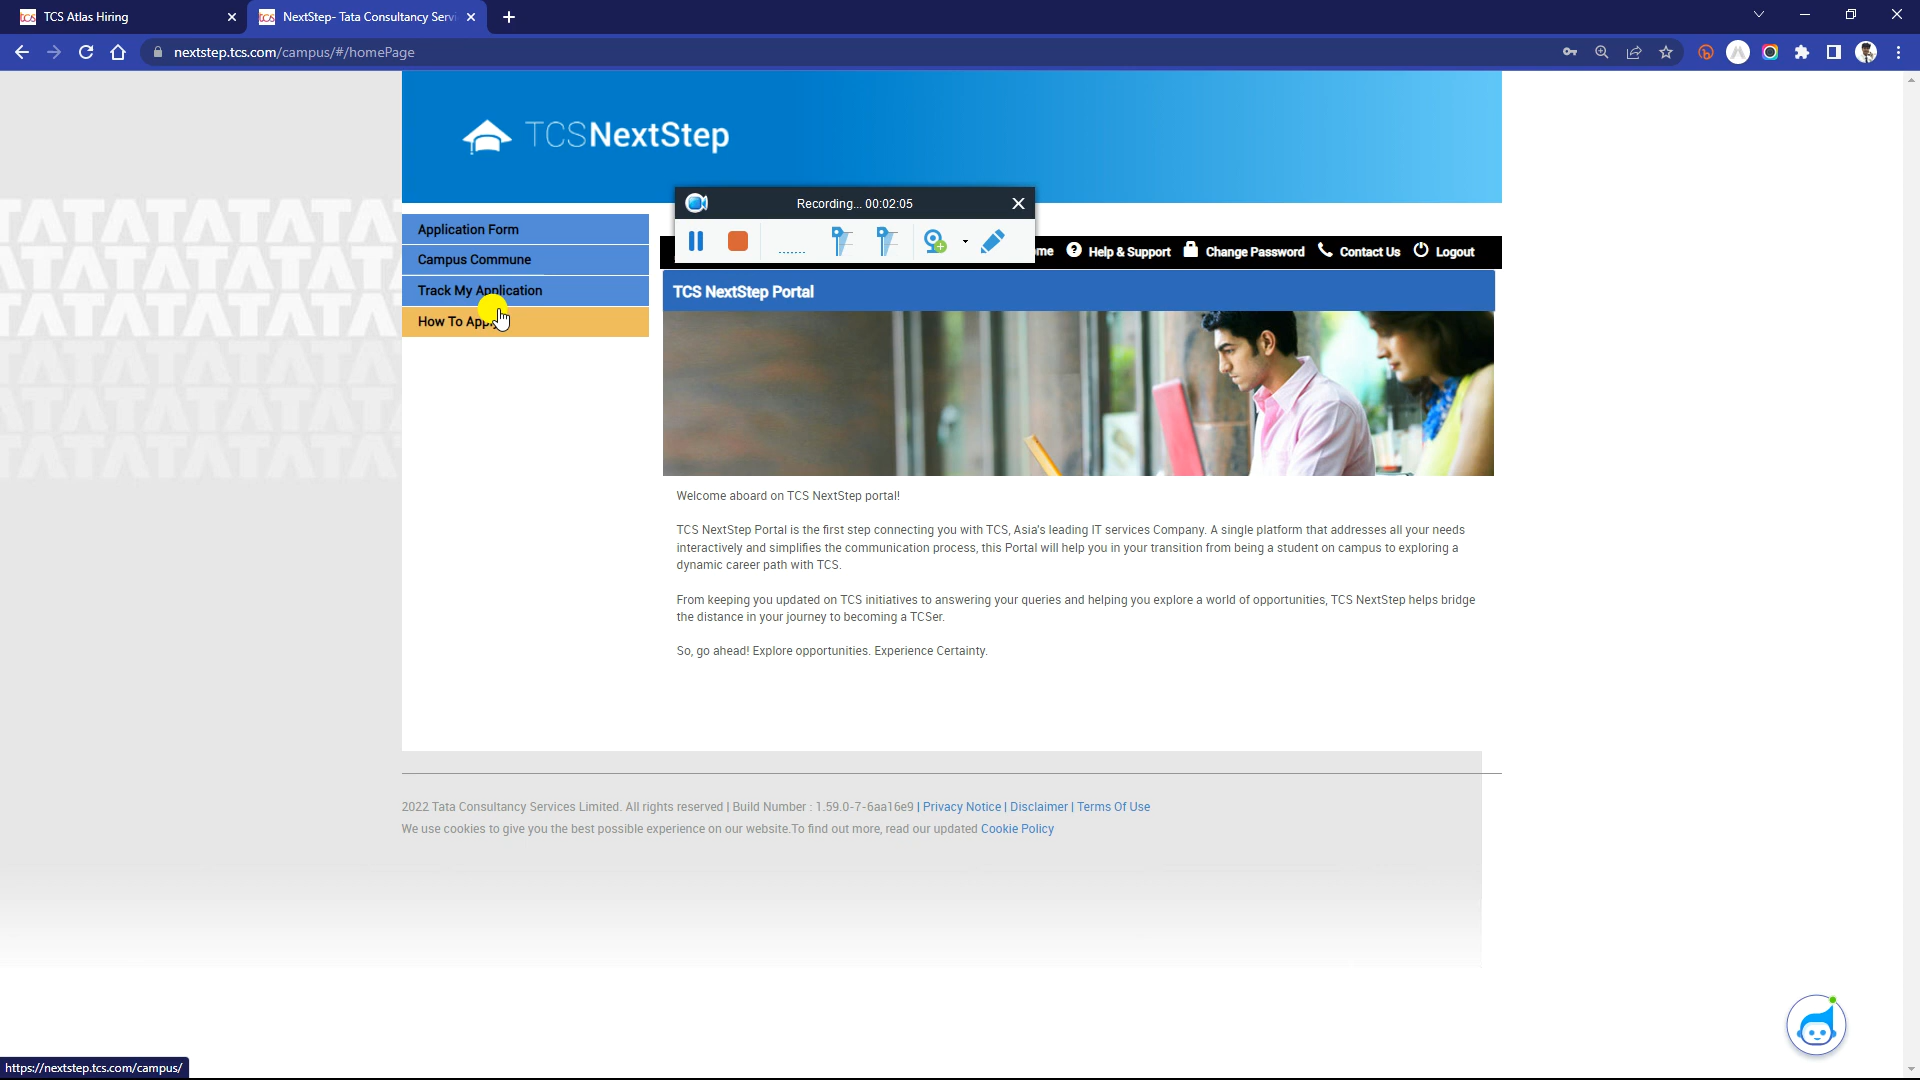 TCS Atlas Hiring
NextStep- Tata Consultancy Servi
nextstep.tcs.com/campus/#/homePage
TCSNextStep
Recording... 00:02:05
Application Form
Campus Commune
Track My Application
How To App
me Help & Support Change Password Contact Us Logout
TCS NextStep Portal
Welcome aboard on TCS NextStep portal!
TCS NextStep Portal is the first step connecting you with TCS, Asia's leading IT services Company. A single platform that addresses all your needs
interactively and simplifies the communication process, this Portal will help you in your transition from being a student on campus to exploring a
dynamic career path with TCS.
From keeping you updated on TCS initiatives to answering your queries and helping you explore a world of opportunities, TCS NextStep helps bridge
the distance in your journey to becoming a TCSer.
So, go ahead! Explore opportunities. Experience Certainty.
2022 Tata Consultancy Services Limited. All rights reserved | Build Number : 1.59.0-7-6aa16e9 | Privacy Notice | Disclaimer | Terms Of Use
We use cookies to give you the best possible experience on our website.To find out more, read our updated Cookie Policy
https://nextstep.tcs.com/campus/